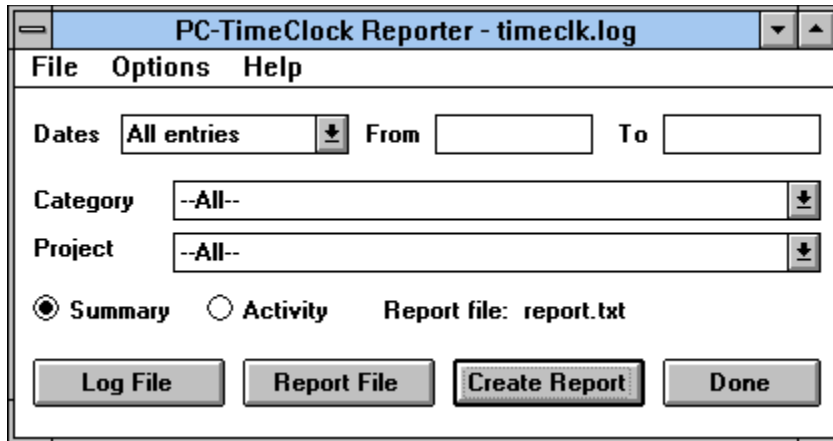 PC-TimeClock Reporter - timeclk.log
File Options Help
Dates All entries From To
Category --All--
Project --All--
Summary Activity Report file: report.txt
Log File Report File Create Report Done